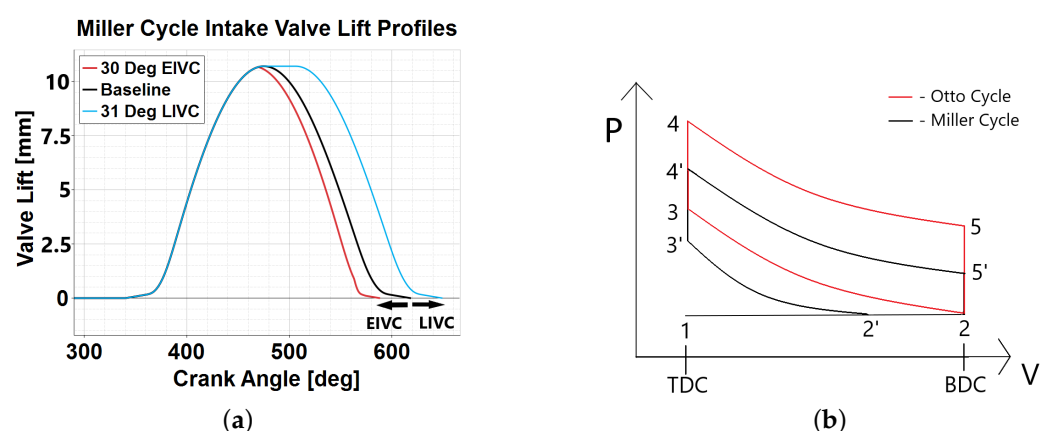 Miller Cycle Intake Valve Lift Profiles
30 Deg EIVC
Baseline
31 Deg LIVC
Valve Lift [mm]
10
7.5
5
2.5
0
EIVC LIVC
300 400 500 600
Crank Angle [deg]
(a)
P
- Otto Cycle
- Miller Cycle
4
4'
3
3'
5
5'
1 2' 2
TDC BDC V
(b)